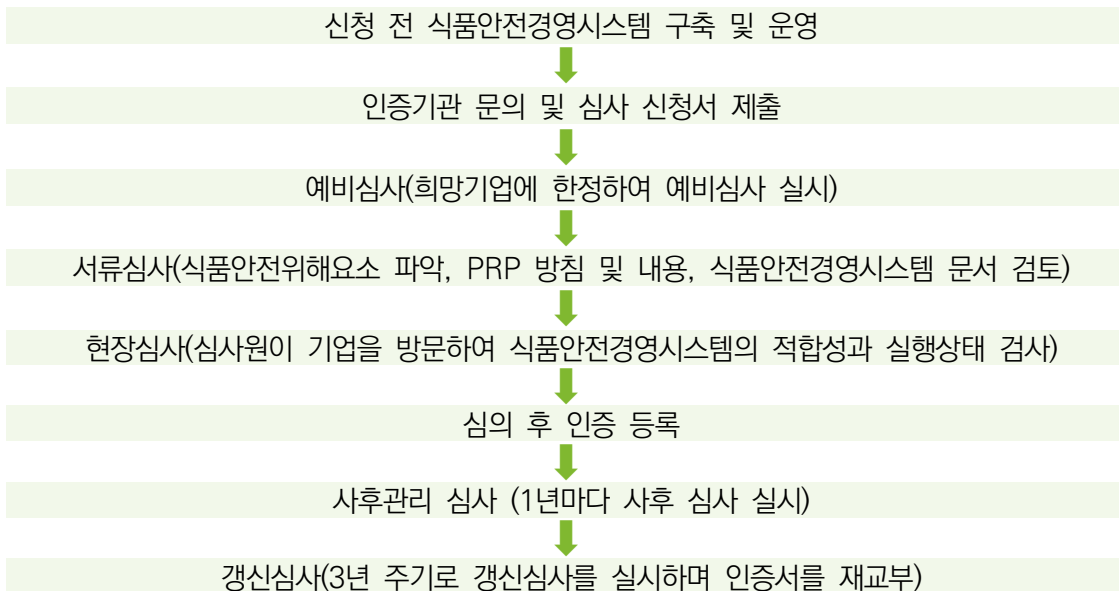 신청 전 식품안전경영시스템 구축 및 운영
인증기관 문의 및 심사 신청서 제출
예비심사(희망기업에 한정하여 예비심사 실시)
서류심사(식품안전위해요소 파악, PRP 방침 및 내용, 식품안전경영시스템 문서 검토)
현장심사(심사원이 기업을 방문하여 식품안전경영시스템의 적합성과 실행상태 검사)
심의 후 인증 등록
사후관리 심사 (1년마다 사후 심사 실시)
갱신심사(3년 주기로 갱신심사를 실시하며 인증서를 재교부)